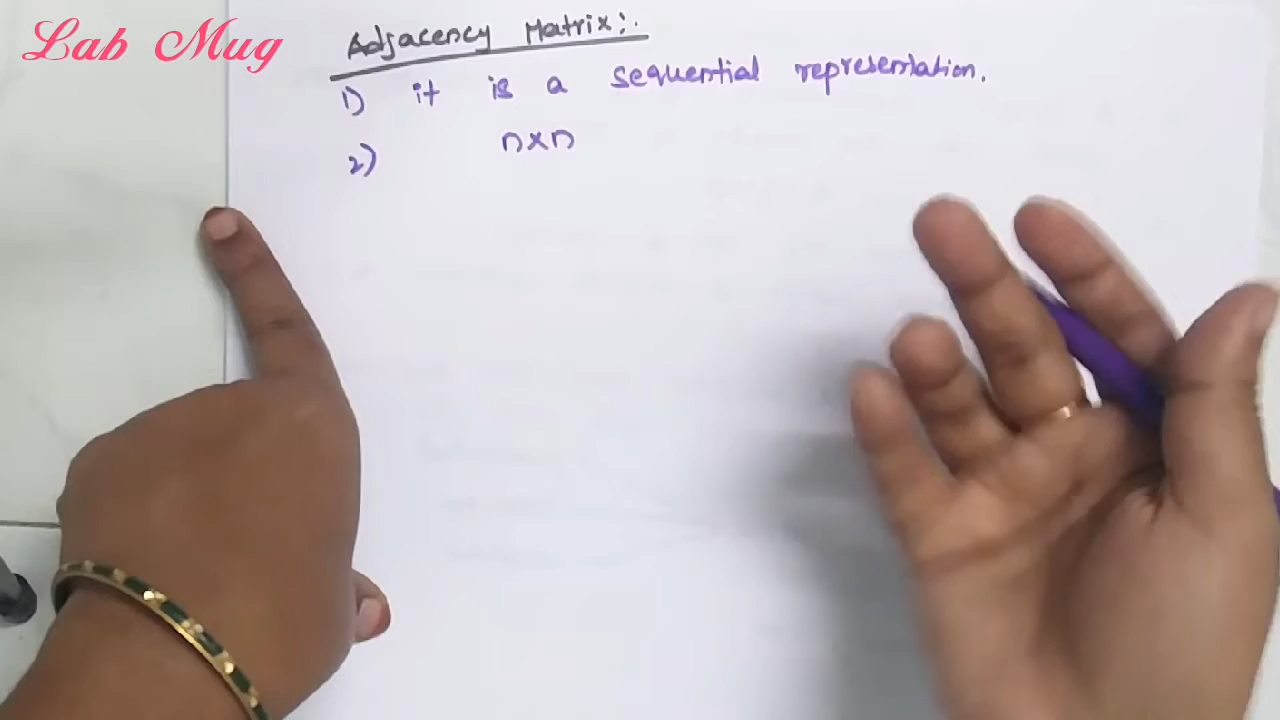 Lab Mug
Adjacency Matrix:.
1) it is a sequential representation.
2) n×n